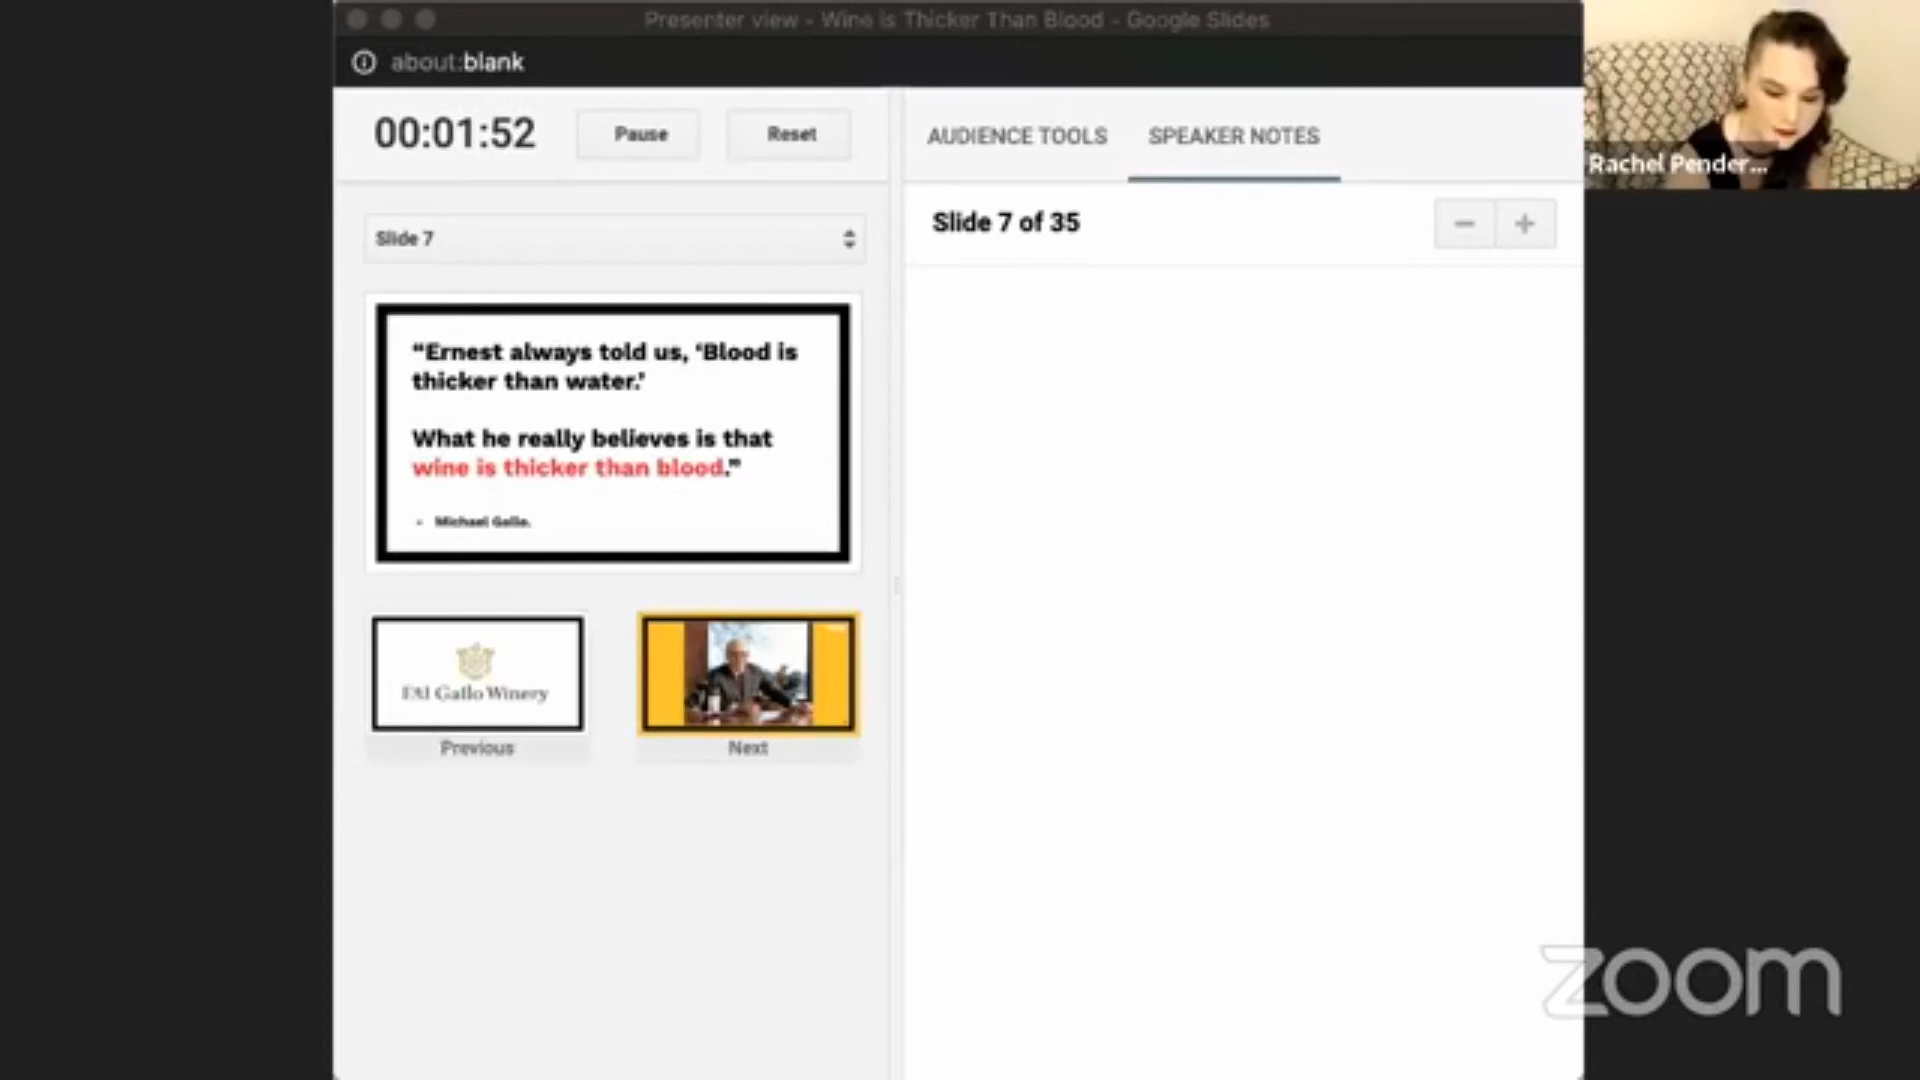 Presenter view - Wine is Thicker Than Blood - Google Slides
about:blank
00:01:52
Pause
Reset
AUDIENCE TOOLS
SPEAKER NOTES
Slide 7
Slide 7 of 35
− +
“Ernest always told us, ‘Blood is
thicker than water.’
What he really believes is that
wine is thicker than blood.”
- Michael Gallo.
Gallo Winery
Previous
Next
Rachel Pender...
zoom